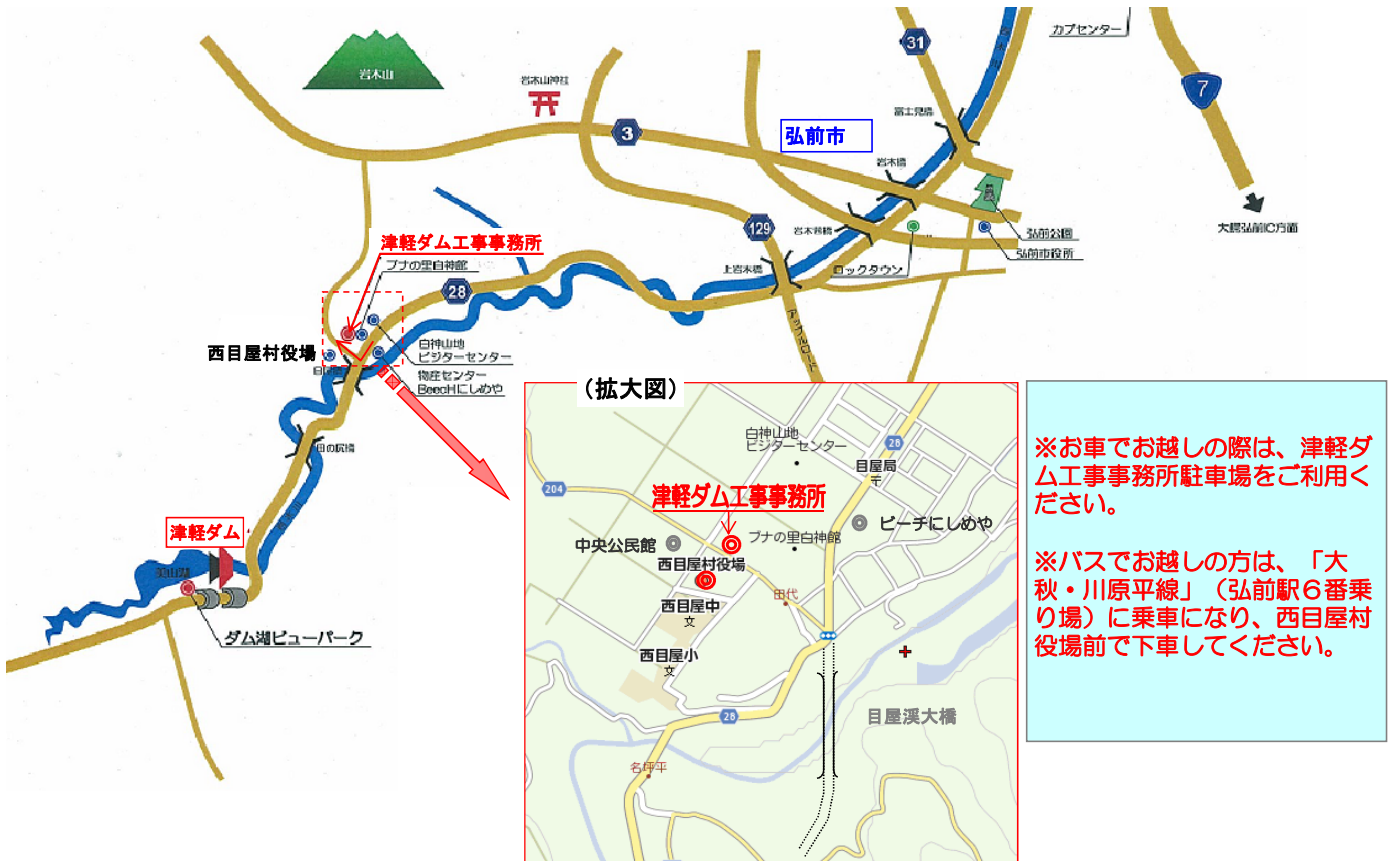 カブセンター
31
7
岩木山
岩木山神社
富士見橋
3
弘前市
岩木橋
大鰐弘前IC方面
129
岩木茜橋
弘前公園
津軽ダム工事事務所
弘前市役所
ブナの里白神館
上岩木橋
ロックタウン
28
アップルロード
西目屋村役場
白神山地
ビジターセンター
物産センター
BeecHにしめや
(拡大図)
白神山地
ビジターセンター
28
目屋局
204
津軽ダム工事事務所
ビーチにしめや
中央公民館
ブナの里白神館
西目屋村役場
田代
西目屋中
文
西目屋小
文
28
目屋渓大橋
名坪平
津軽ダム
美山湖
ダム湖ビューパーク
※お車でお越しの際は、津軽ダ
ム工事事務所駐車場をご利用く
ださい。
※バスでお越しの方は、「大
秋・川原平線」(弘前駅6番乗
り場)に乗車になり、西目屋村
役場前で下車してください。